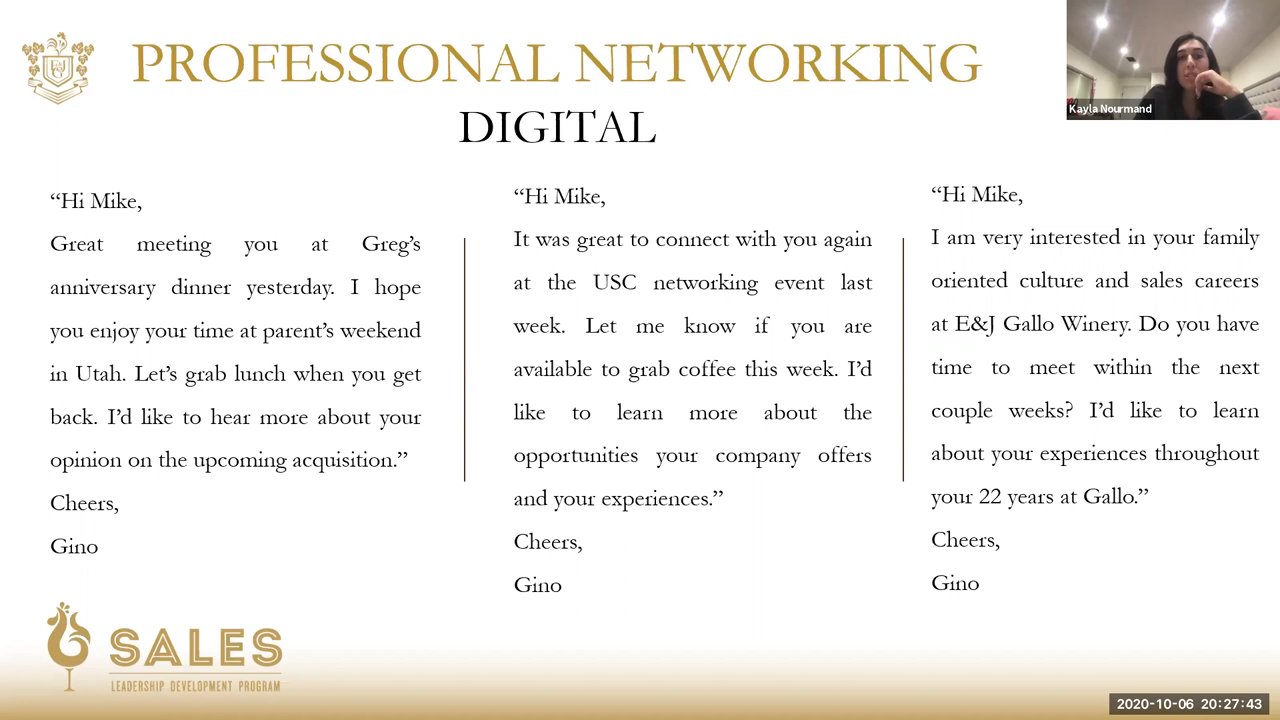 PROFESSIONAL NETWORKING
DIGITAL
Kayla Nourmand
“Hi Mike,
Great meeting you at Greg’s
anniversary dinner yesterday. I hope
you enjoy your time at parent’s weekend
in Utah. Let’s grab lunch when you get
back. I’d like to hear more about your
opinion on the upcoming acquisition.”
Cheers,
Gino
“Hi Mike,
It was great to connect with you again
at the USC networking event last
week. Let me know if you are
available to grab coffee this week. I’d
like to learn more about the
opportunities your company offers
and your experiences.”
Cheers,
Gino
“Hi Mike,
I am very interested in your family
oriented culture and sales careers
at E&J Gallo Winery. Do you have
time to meet within the next
couple weeks? I’d like to learn
about your experiences throughout
your 22 years at Gallo.”
Cheers,
Gino
SALES
LEADERSHIP DEVELOPMENT PROGRAM
2020-10-06 20:27:43